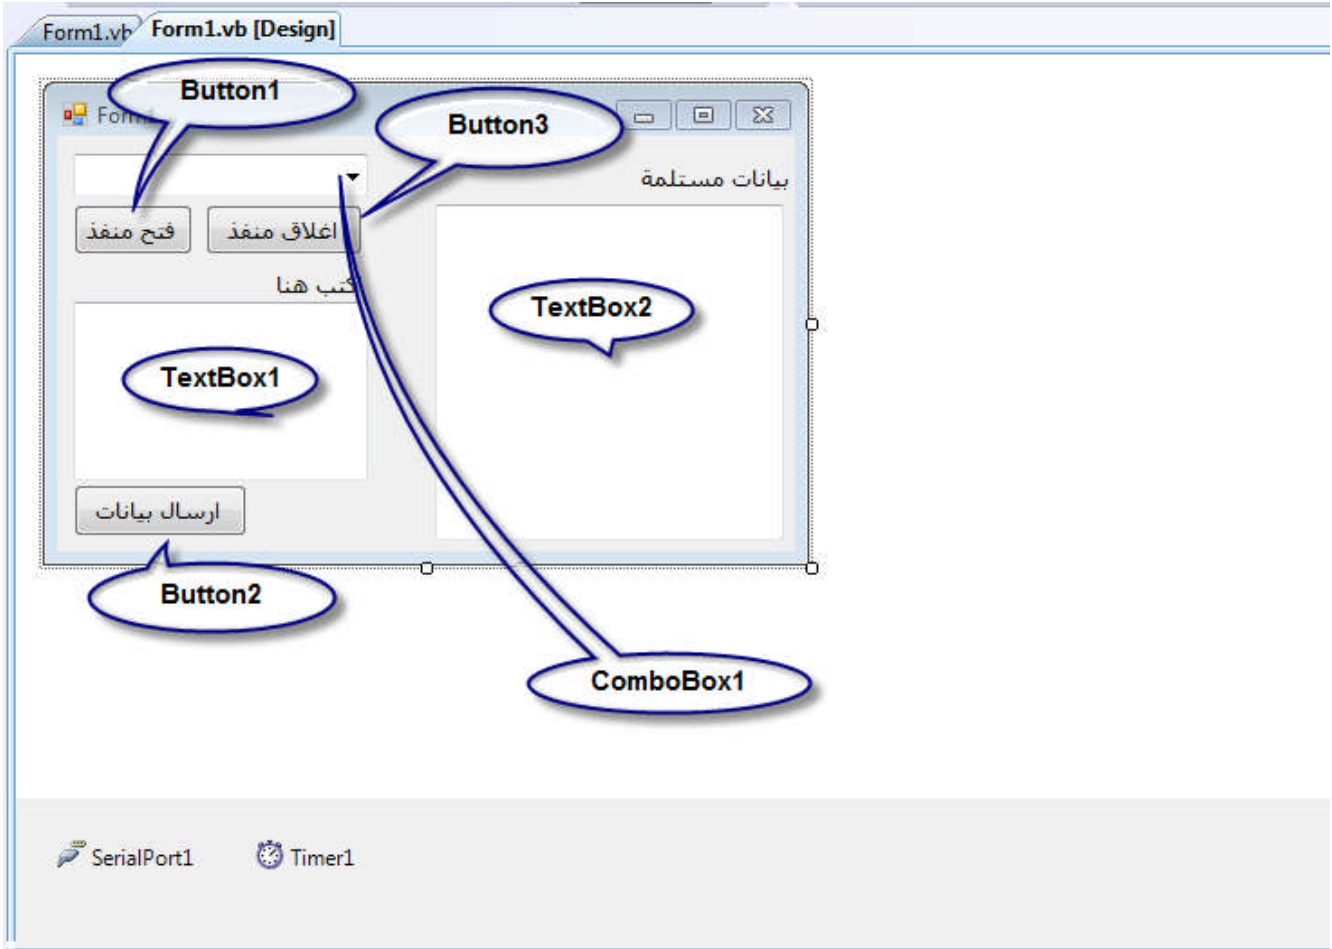 Form1.vb
Form1.vb [Design]
Button1
Button3
بيانات مستلمة
فتح منفذ
اغلاق منفذ
هنا
TextBox2
TextBox1
ارسال بيانات
Button2
ComboBox1
SerialPort1
Timer1